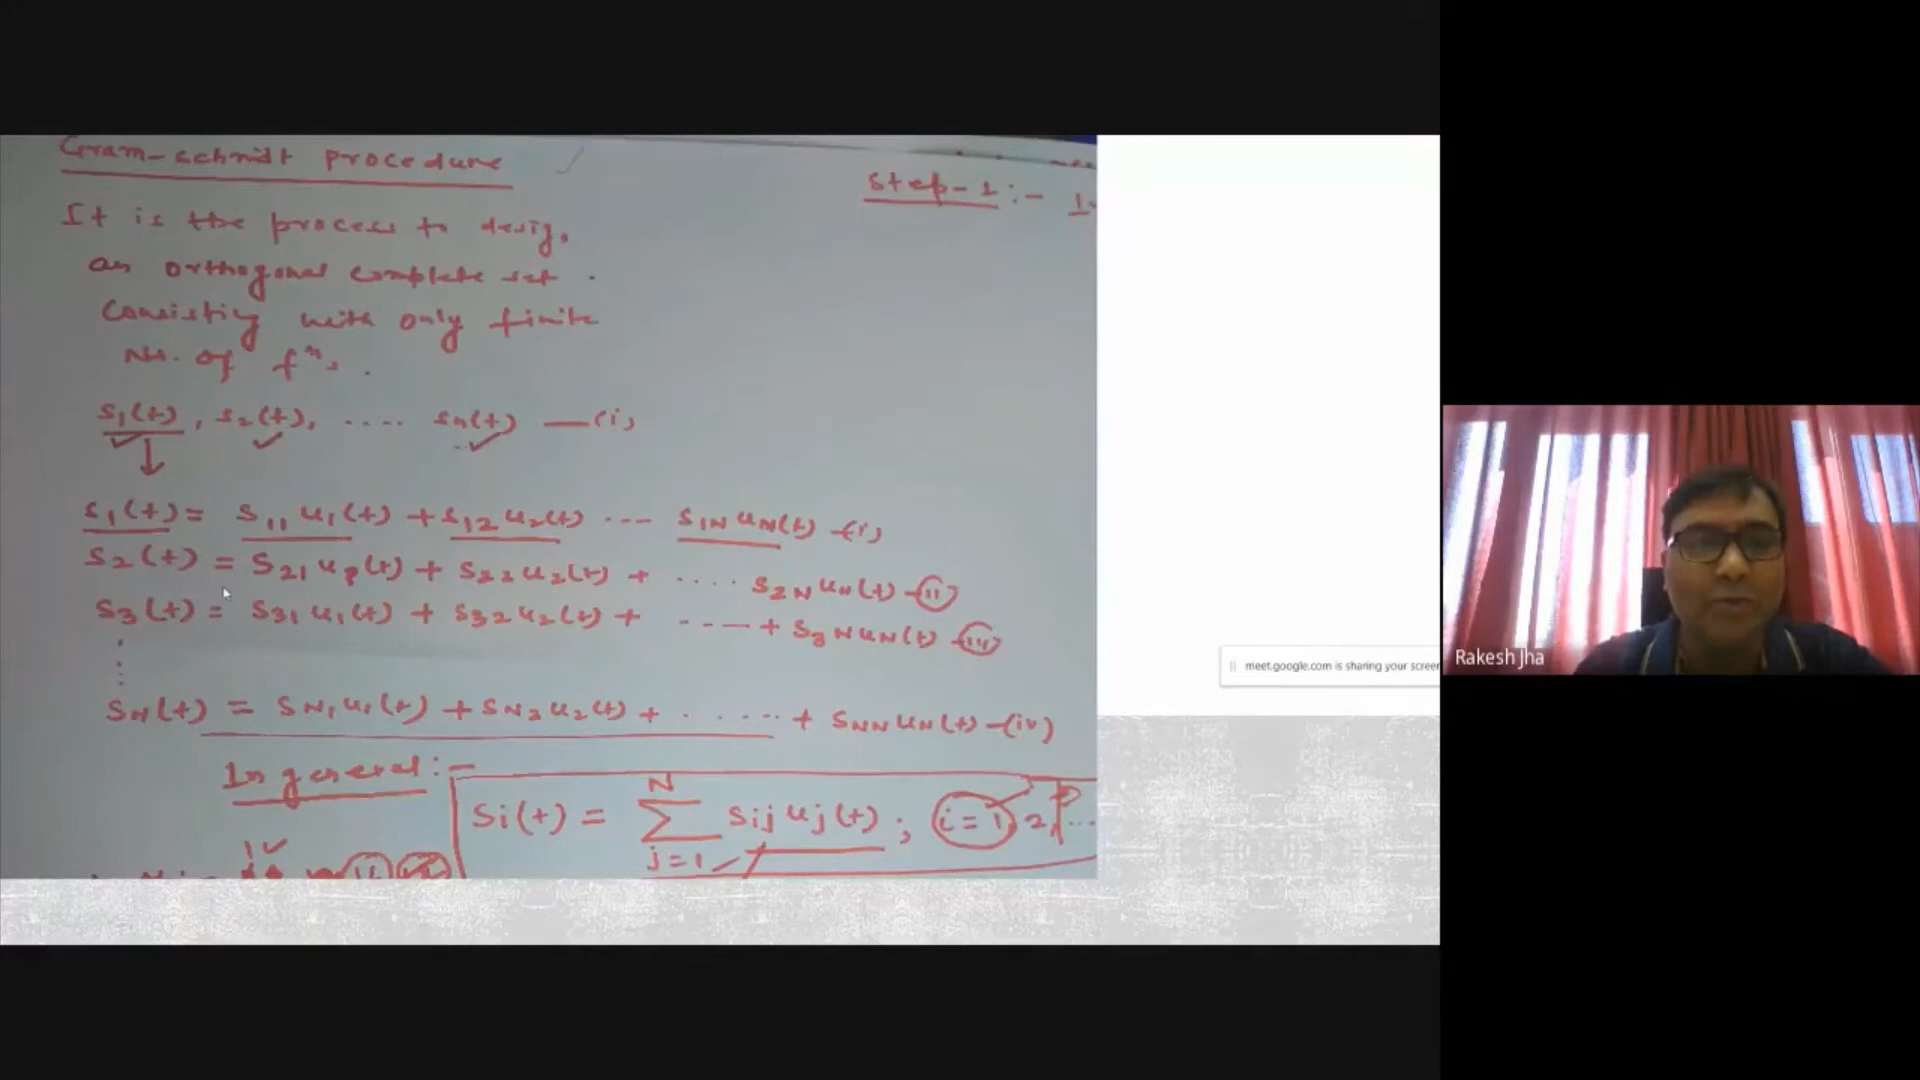 Gram-schmidt procedure
Step-1:-
It is the process to desig.
an orthogonal complete set.
Consisting with only finite
No. of fⁿs.
s₁(t), s₂(t), .... sₙ(t) —(i)
s₁(t) = s₁₁ u₁(t) + s₁₂ u₂(t) --- s₁N uN(t) -(i)
s₂(t) = s₂₁ u₁(t) + s₂₂ u₂(t) + .... s₂N uN(t) -(ii)
s₃(t) = s₃₁ u₁(t) + s₃₂ u₂(t) + ---- + s₃N uN(t) -(iii)
sN(t) = sN₁ u₁(t) + sN₂ u₂(t) + ...... + sNN uN(t) -(iv)
In general:-
Si(t) = N Σ j=1 sij uj(t) ; i=1, 2, ...
meet.google.com is sharing your screen
Rakesh Jha